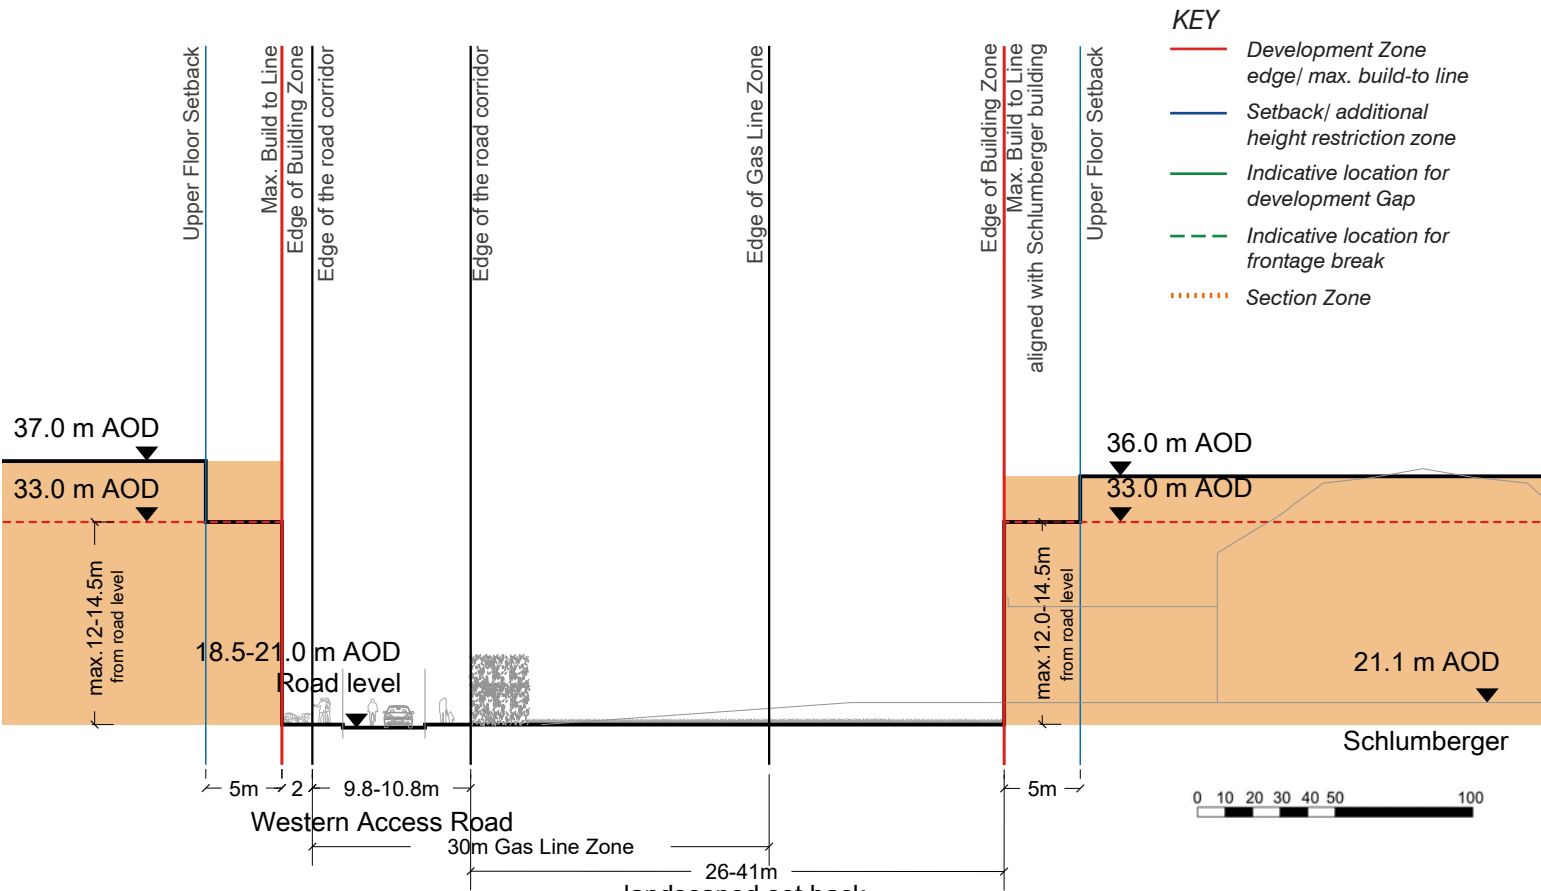 KEY
Development Zone
edge/ max. build-to line
Setback/ additional
height restriction zone
Indicative location for
development Gap
Indicative location for
frontage break
Section Zone
Upper Floor Setback
Max. Build to Line
Edge of Building Zone
Edge of the road corridor
Edge of the road corridor
Edge of Gas Line Zone
Edge of Building Zone
Max. Build to Line
aligned with Schlumberger building
Upper Floor Setback
37.0 m AOD
33.0 m AOD
36.0 m AOD
33.0 m AOD
max.12-14.5m
from road level
18.5-21.0 m AOD
Road level
max.12.0-14.5m
from road level
21.1 m AOD
Schlumberger
5m
2
9.8-10.8m
5m
Western Access Road
30m Gas Line Zone
26-41m
landscaped set back
0 10 20 30 40 50 100